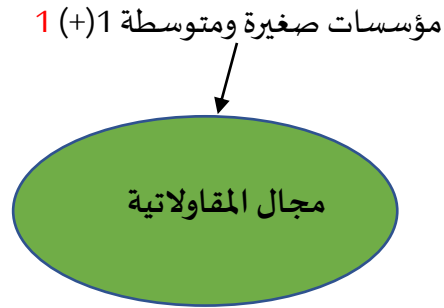 مؤسسات صغيرة ومتوسطة 1(+) 1
مجال المقاولاتية